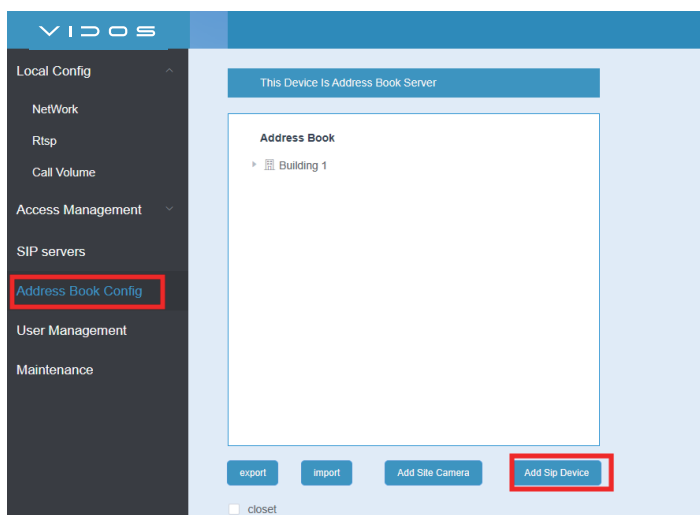 VIDOS
Local Config
NetWork
Rtsp
Call Volume
Access Management
SIP servers
Address Book Config
User Management
Maintenance
This Device Is Address Book Server
Address Book
Building 1
export
import
Add Site Camera
Add Sip Device
closet